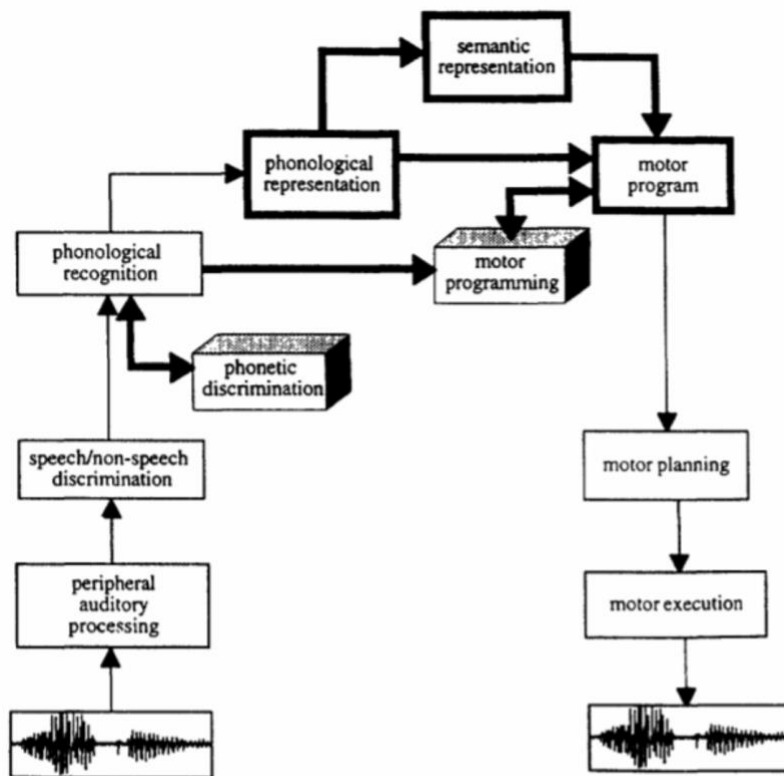 semantic
representation
phonological
representation
motor
program
phonological
recognition
motor
programming
phonetic
discrimination
speech/non-speech
discrimination
motor planning
peripheral
auditory
processing
motor execution